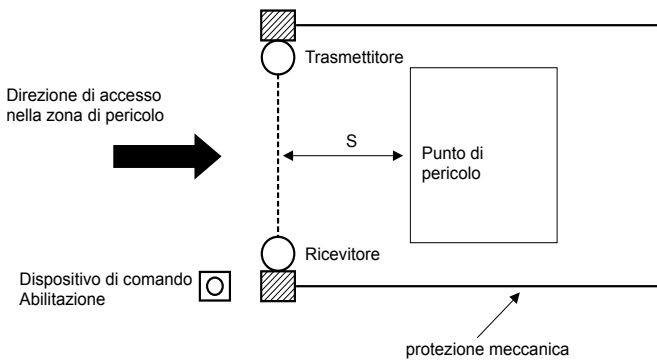 Trasmettitore
Direzione di accesso
nella zona di pericolo
S
Punto di
pericolo
Ricevitore
Dispositivo di comando
Abilitazione
protezione meccanica